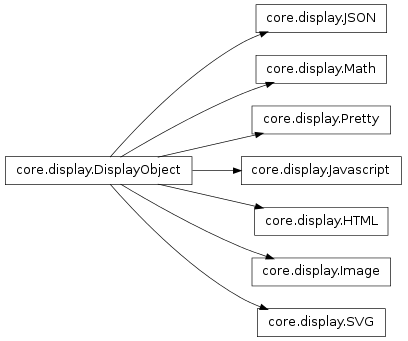 core.display.JSON
core.display.Math
core.display.Pretty
core.display.DisplayObject
core.display.Javascript
core.display.HTML
core.display.Image
core.display.SVG